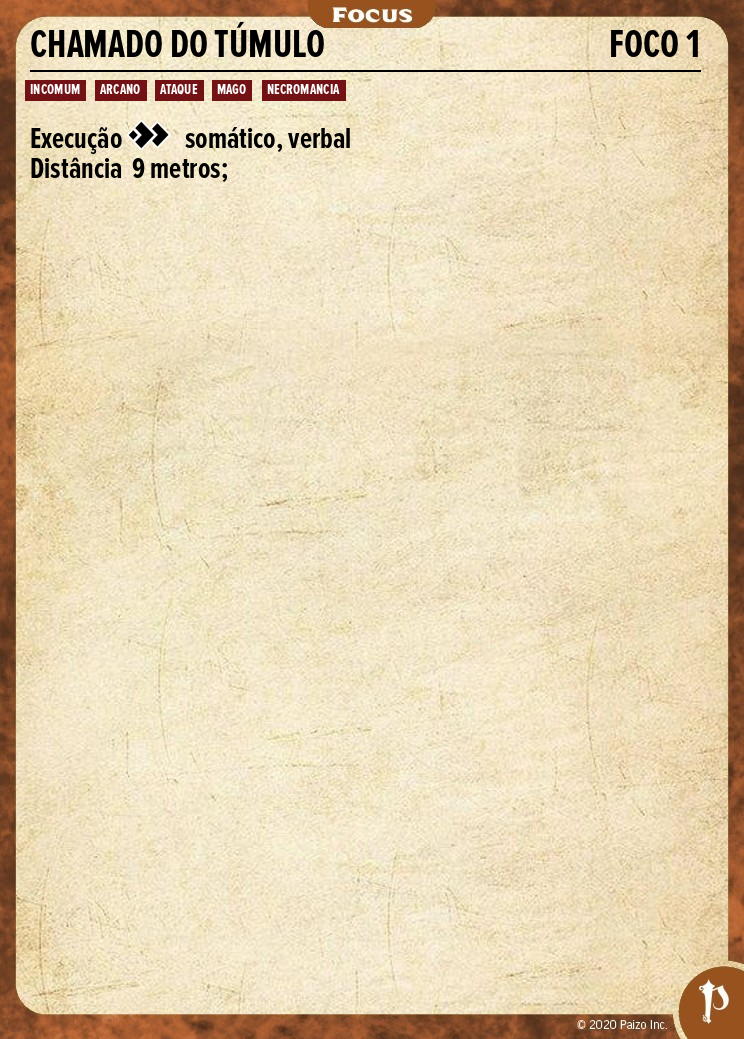 Focus
CHAMADO DO TÚMULO FOCO 1
INCOMUM ARCANO ATAQUE MAGO NECROMANCIA
Execução somático, verbal
Distância 9 metros;
© 2020 Paizo Inc.